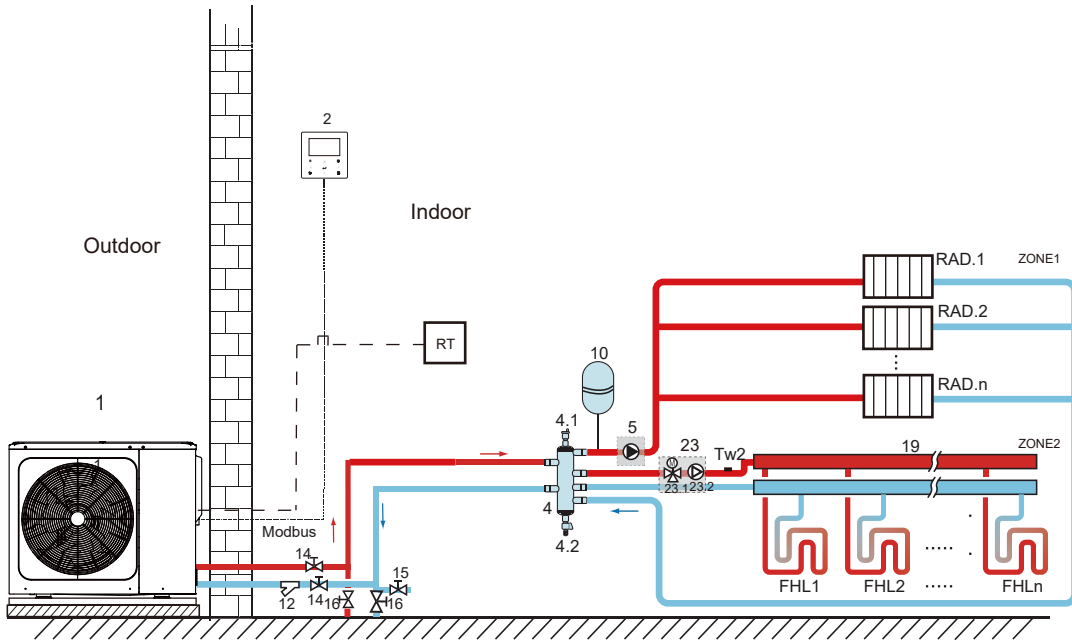 2
Indoor
Outdoor
RAD.1
ZONE1
RAD.2
RT
10
RAD.n
1
4.1
5
23
Tw2
19
ZONE2
M
23.1
23.2
4
4.2
Modbus
14
15
12
14
16
16
FHL1
FHL2
FHLn